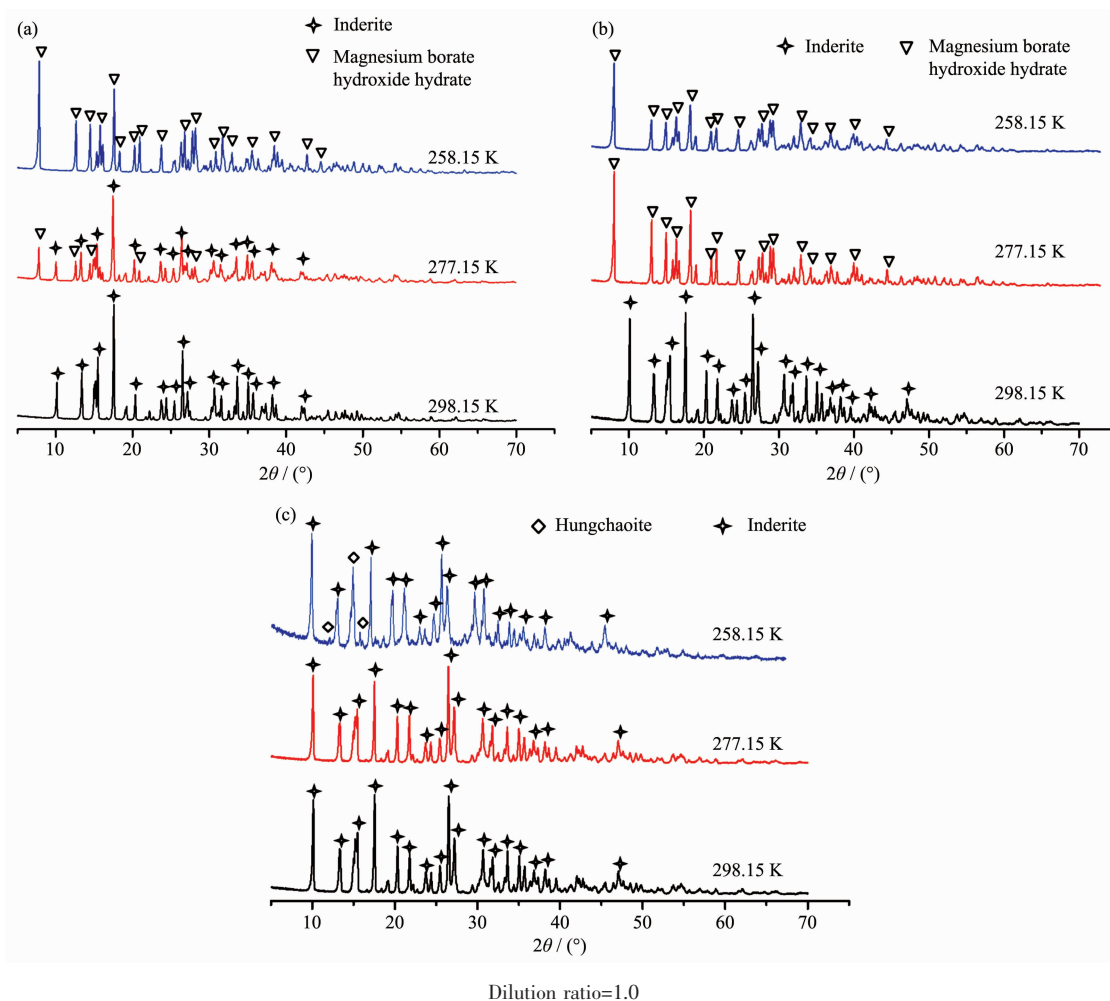 (a)
Inderite
Magnesium borate
hydroxide hydrate
258.15 K
277.15 K
298.15 K
10 20 30 40 50 60 70
2θ / (°)
(b)
Inderite
Magnesium borate
hydroxide hydrate
258.15 K
277.15 K
298.15 K
10 20 30 40 50 60 70
2θ / (°)
(c)
Hungchaoite
Inderite
258.15 K
277.15 K
298.15 K
10 20 30 40 50 60 70
2θ / (°)
Dilution ratio=1.0